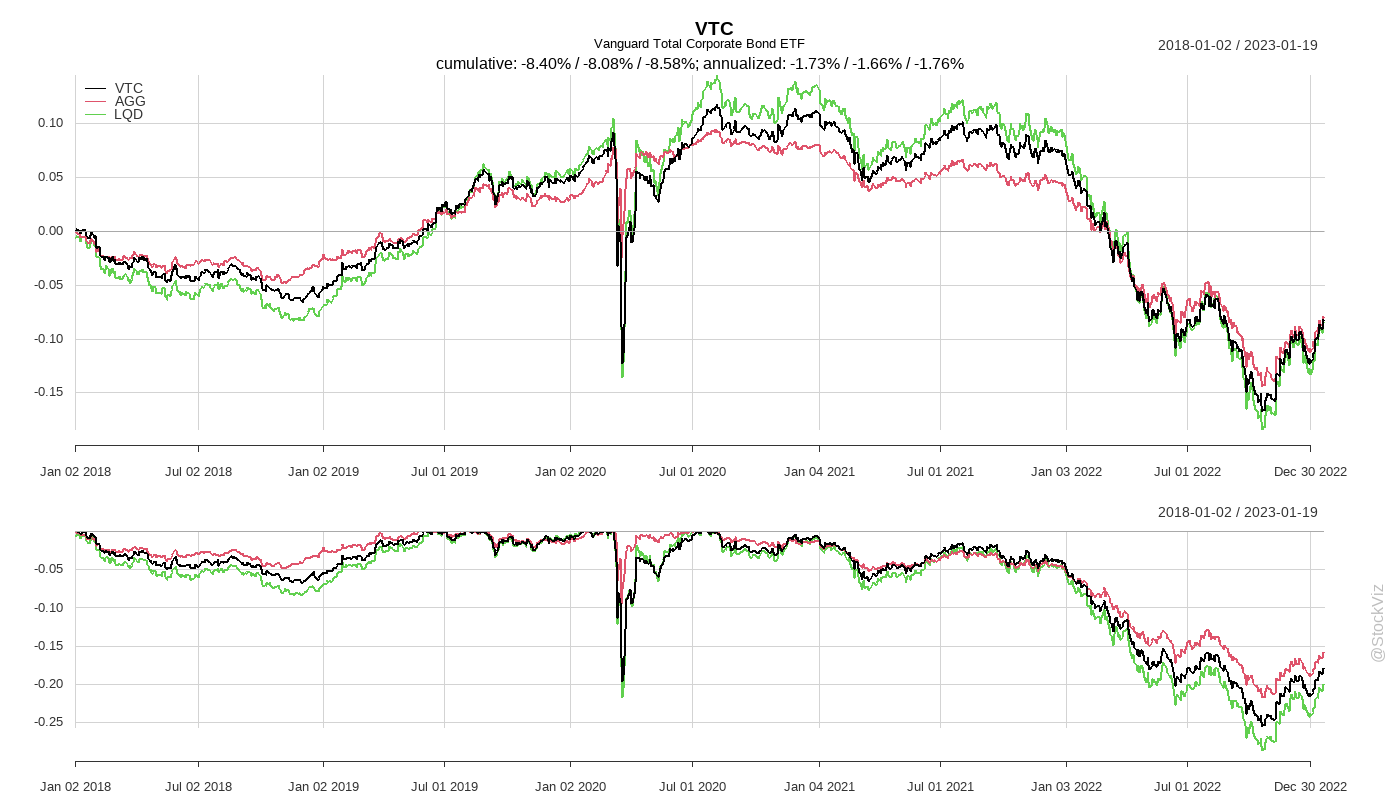 VTC
Vanguard Total Corporate Bond ETF
2018-01-02 / 2023-01-19
cumulative: -8.40% / -8.08% / -8.58%; annualized: -1.73% / -1.66% / -1.76%
VTC
AGG
LQD
0.10
0.05
0.00
-0.05
-0.10
-0.15
Jan 02 2018 Jul 02 2018 Jan 02 2019 Jul 01 2019 Jan 02 2020 Jul 01 2020 Jan 04 2021 Jul 01 2021 Jan 03 2022 Jul 01 2022 Dec 30 2022
2018-01-02 / 2023-01-19
-0.05
-0.10
-0.15
-0.20
-0.25
Jan 02 2018 Jul 02 2018 Jan 02 2019 Jul 01 2019 Jan 02 2020 Jul 01 2020 Jan 04 2021 Jul 01 2021 Jan 03 2022 Jul 01 2022 Dec 30 2022
@StockViz